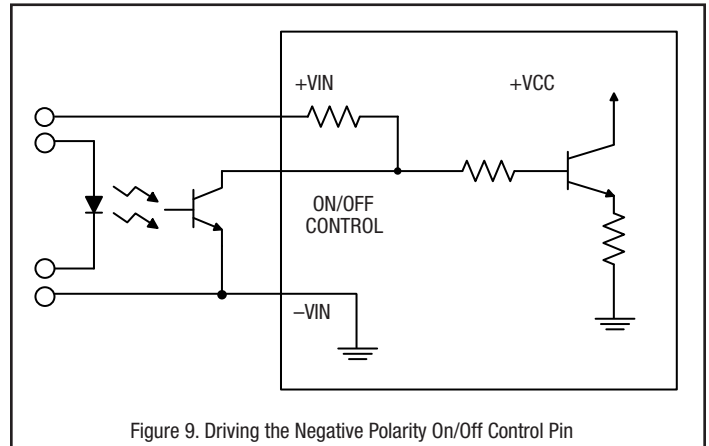 +VIN
+VCC
ON/OFF
CONTROL
–VIN
Figure 9. Driving the Negative Polarity On/Off Control Pin